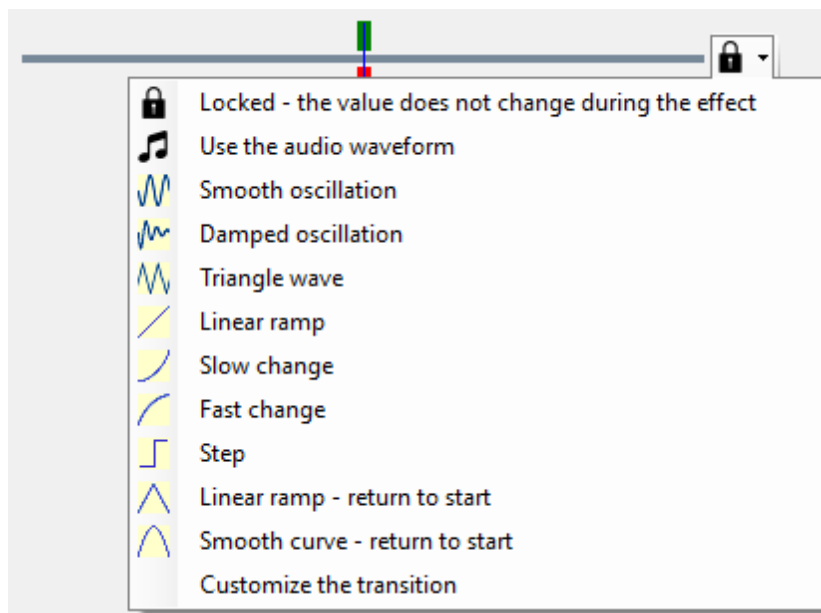 Locked - the value does not change during the effect
Use the audio waveform
Smooth oscillation
Damped oscillation
Triangle wave
Linear ramp
Slow change
Fast change
Step
Linear ramp - return to start
Smooth curve - return to start
Customize the transition